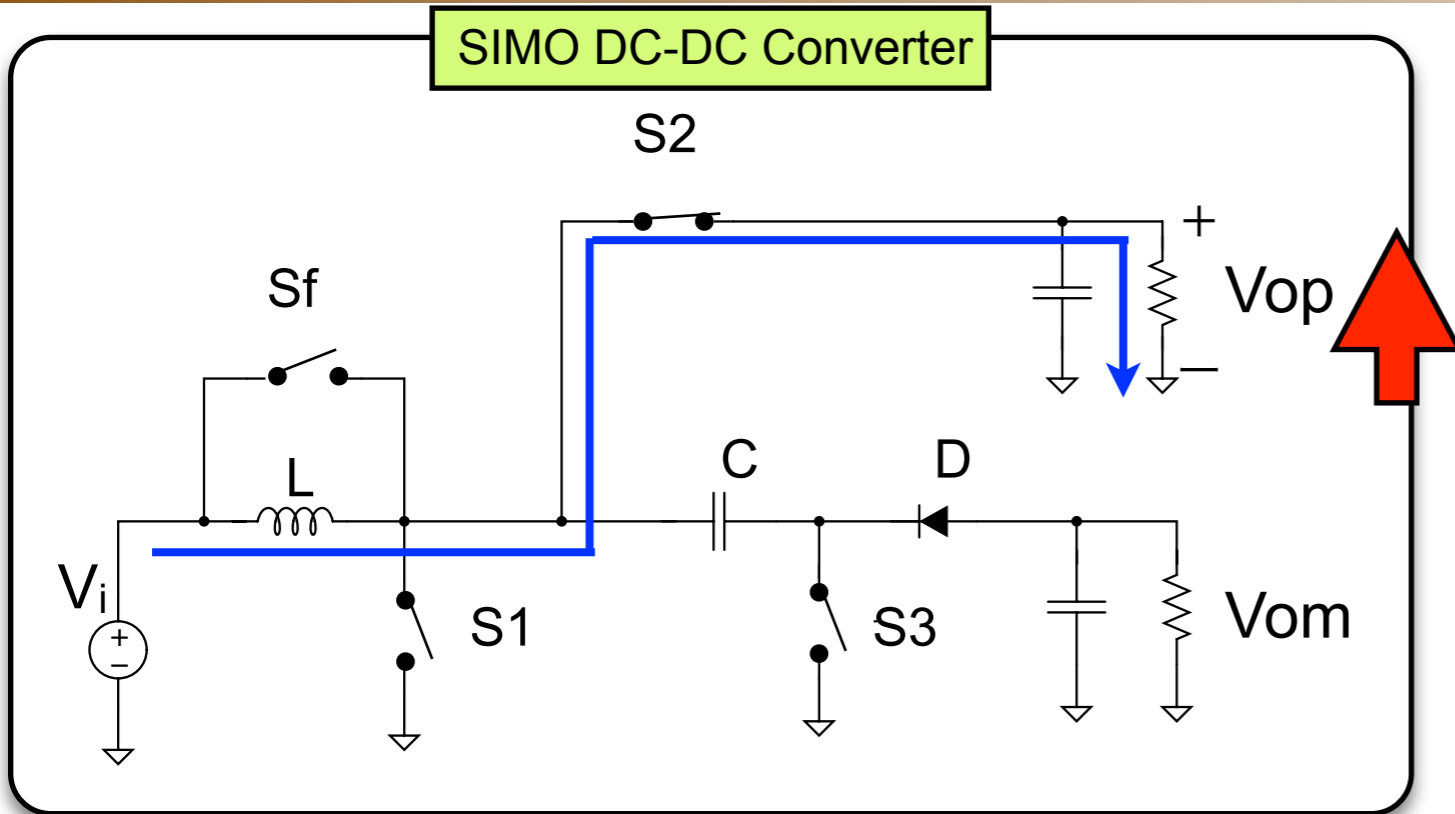 SIMO DC-DC Converter
S2
+
Sf
Vop
−
L
C
D
Vi
+
−
S1
S3
Vom